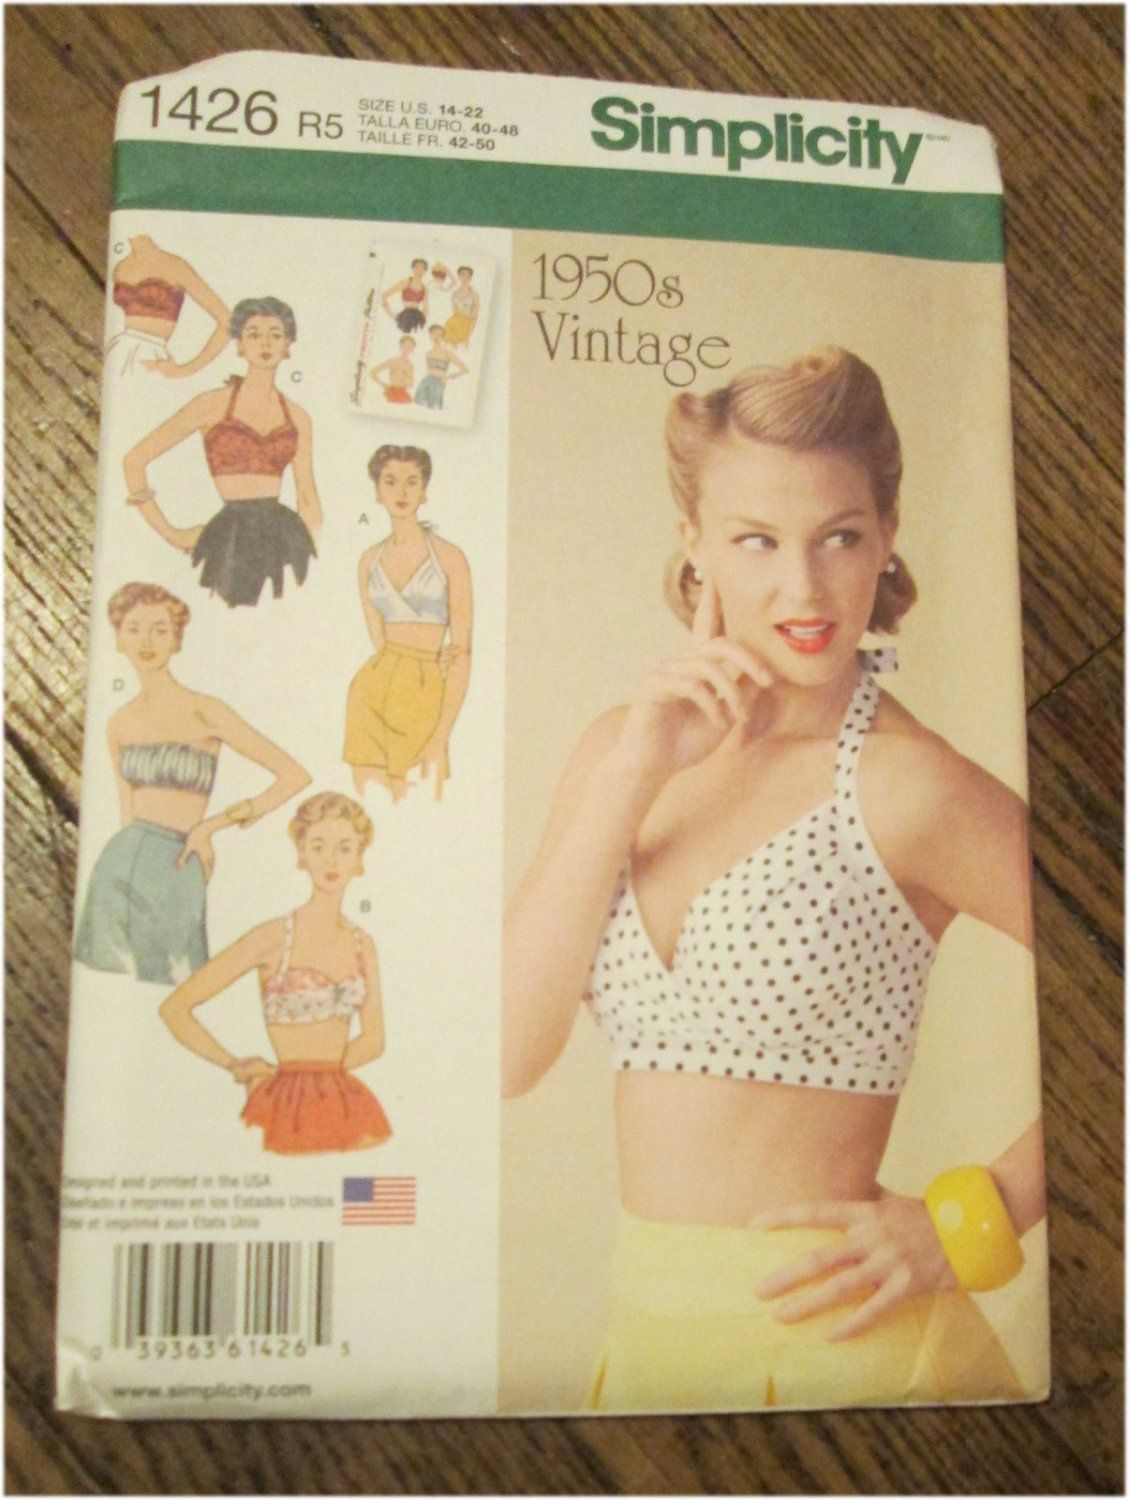 1426 R5
SIZE U.S. 14-22
TALLA EURO. 40-48
TAILLE FR. 42-50
Simplicity
1950s
Vintage
C
C
A
D
B
Designed and printed in the USA
Diseñado e impreso en los Estados Unidos
et imprimé aux États Unis
0 39363 61426 5
www.simplicity.com